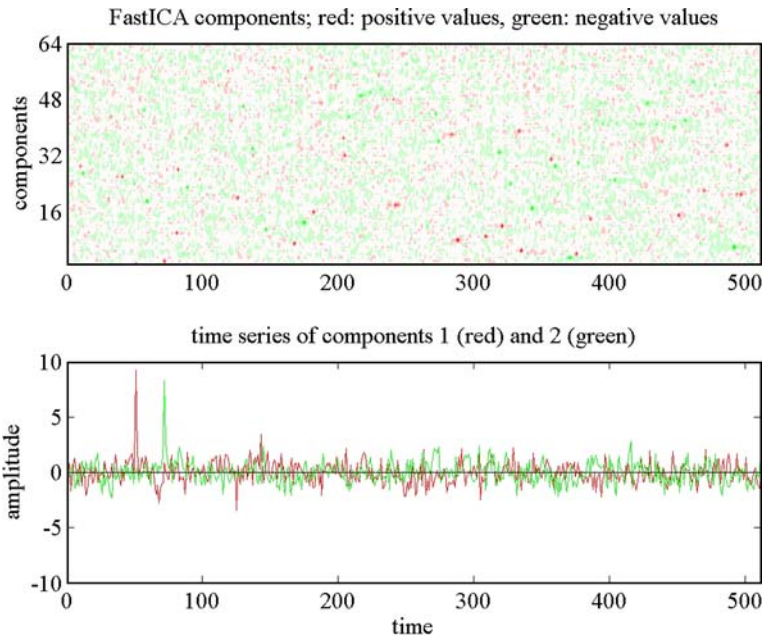 FastICA components; red: positive values, green: negative values
64
48
32
16
components
0 100 200 300 400 500
time series of components 1 (red) and 2 (green)
10
5
0
-5
-10
amplitude
0 100 200 300 400 500
time